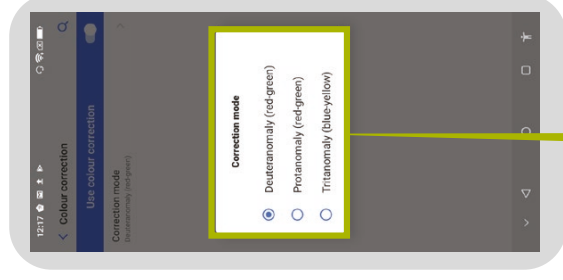 12:17
Colour correction
Use colour correction
Correction mode
Deuteranomaly (red-green)
Correction mode
Deuteranomaly (red-green)
Protanomaly (red-green)
Tritanomaly (blue-yellow)